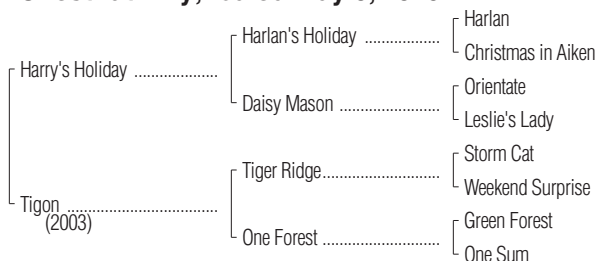 Harlan
Harlan's Holiday ..................
Christmas in Aiken
Harry's Holiday ....................
Orientate
Daisy Mason ........................
Leslie's Lady
Storm Cat
Tiger Ridge............................
Weekend Surprise
Tigon ....................................
(2003)
Green Forest
One Forest ............................
One Sum